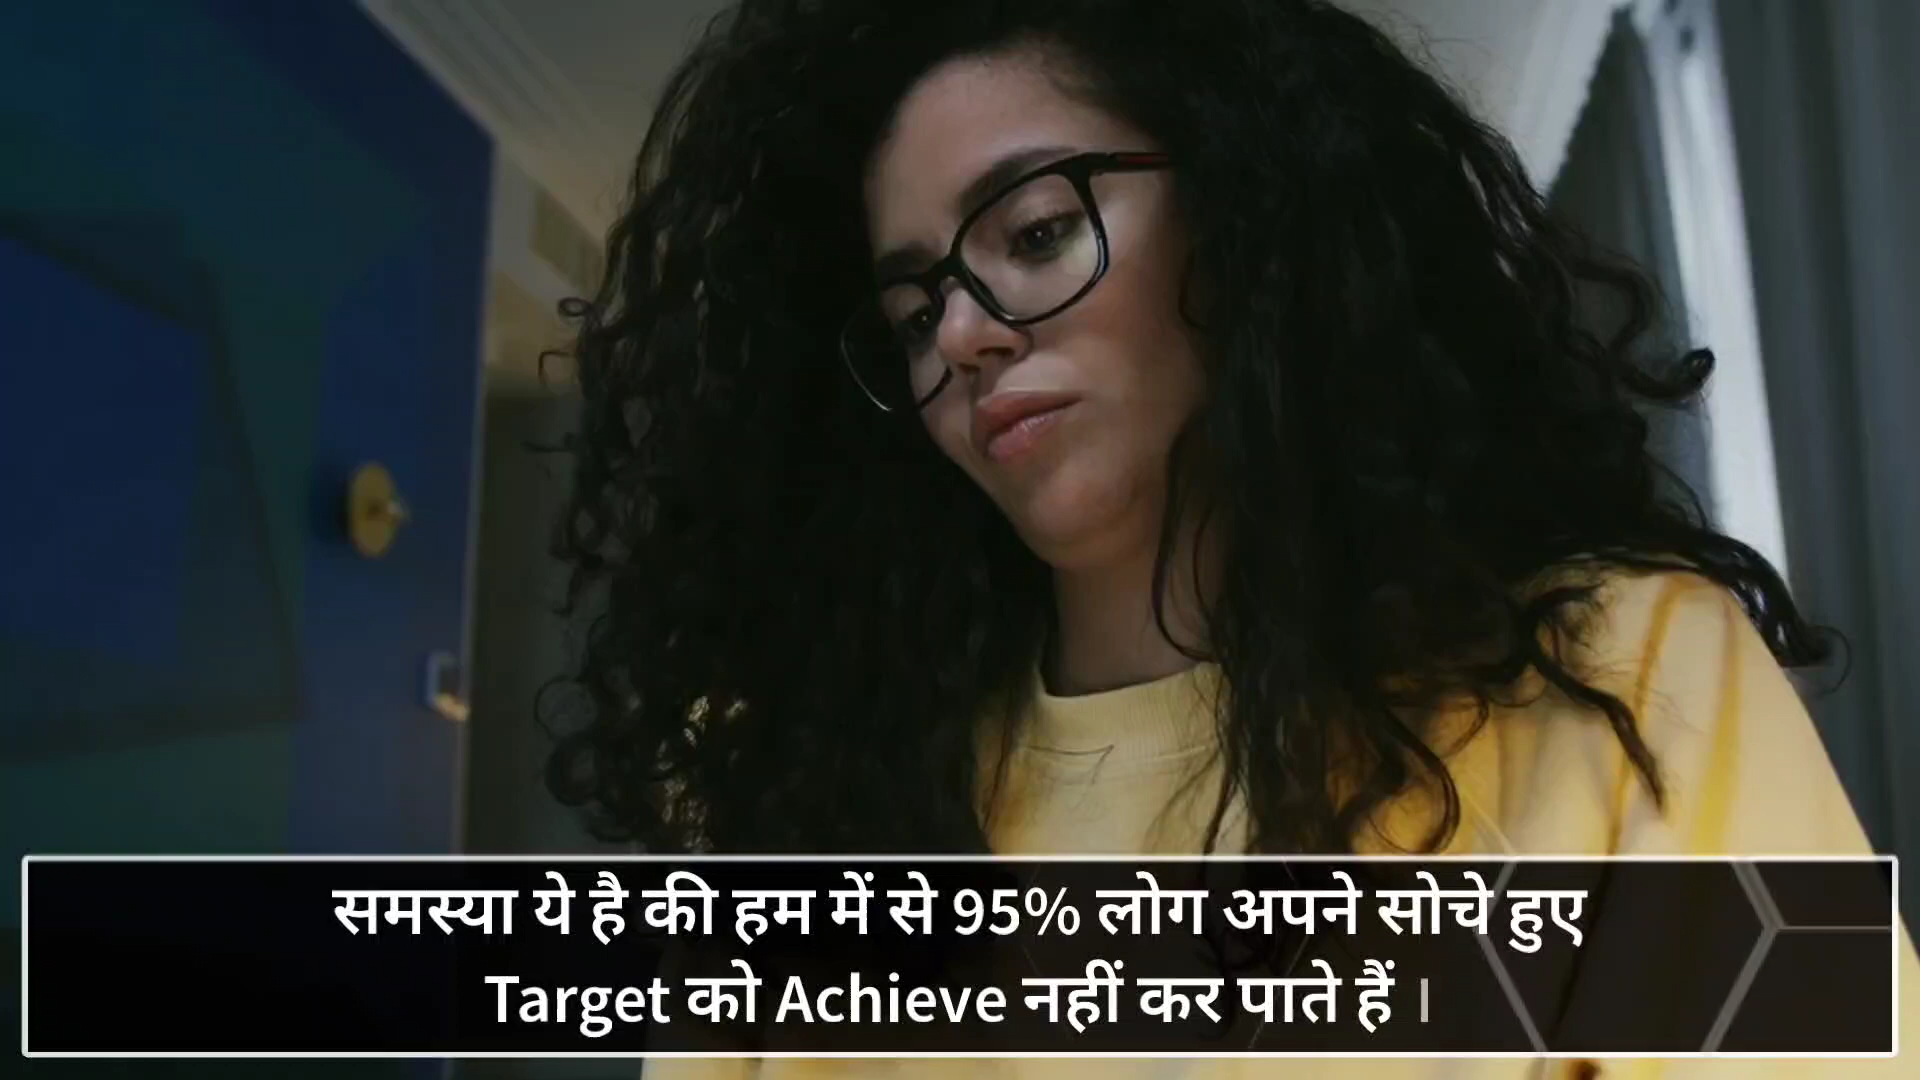 समस्या ये है की हम में से 95% लोग अपने सोचे हुए
Target को Achieve नहीं कर पाते हैं ।